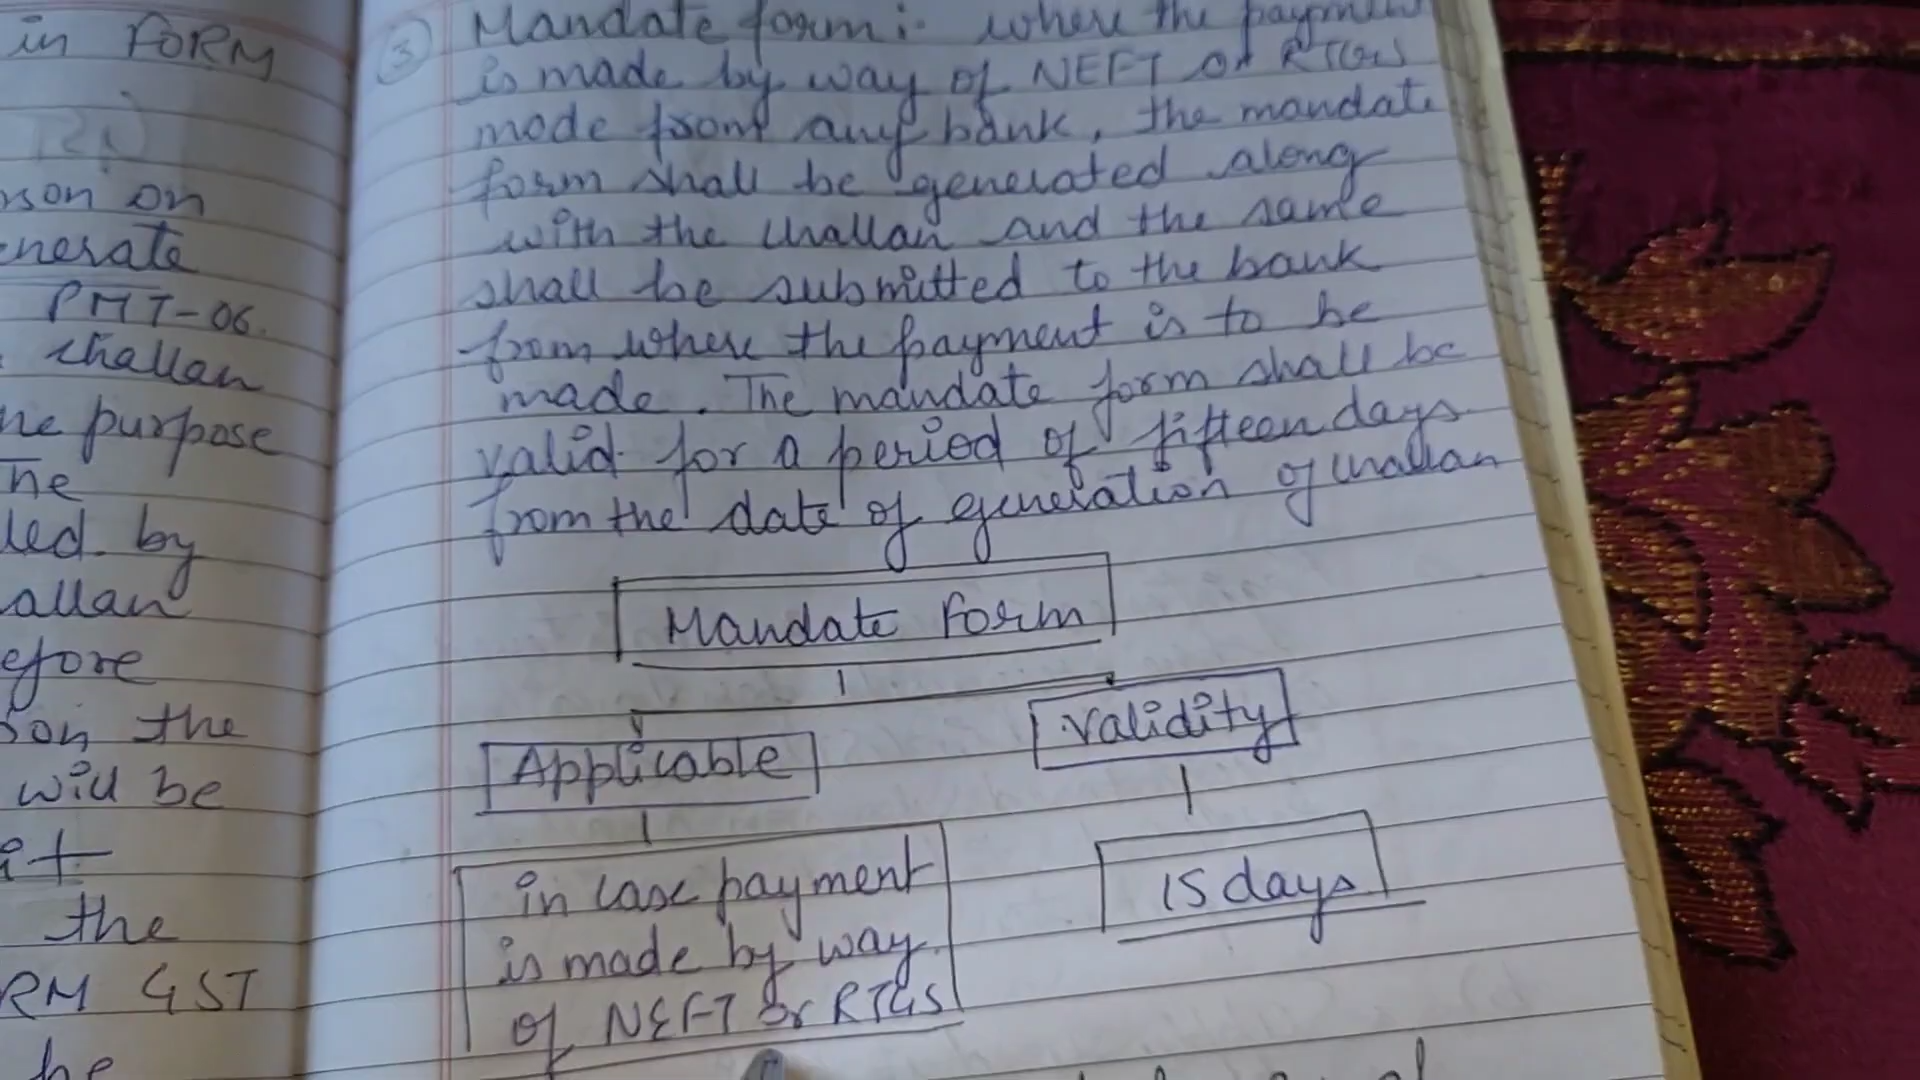 in FORM
rson on
enerate
PMT-06.
challan
he purpose
The
led by
allan
efore
son the
will be
it
the
RM GST
be
③ Mandate form :- where the payment
is made by way of NEFT or RTGS
mode from any bank, the mandate
form shall be generated along
with the challan and the same
shall be submitted to the bank
from where the payment is to be
made. The mandate form shall be
valid for a period of fifteen days
from the date of generation of challan
Mandate Form
Applicable
Validity
in case payment
is made by way
of NEFT or RTGS
15 days